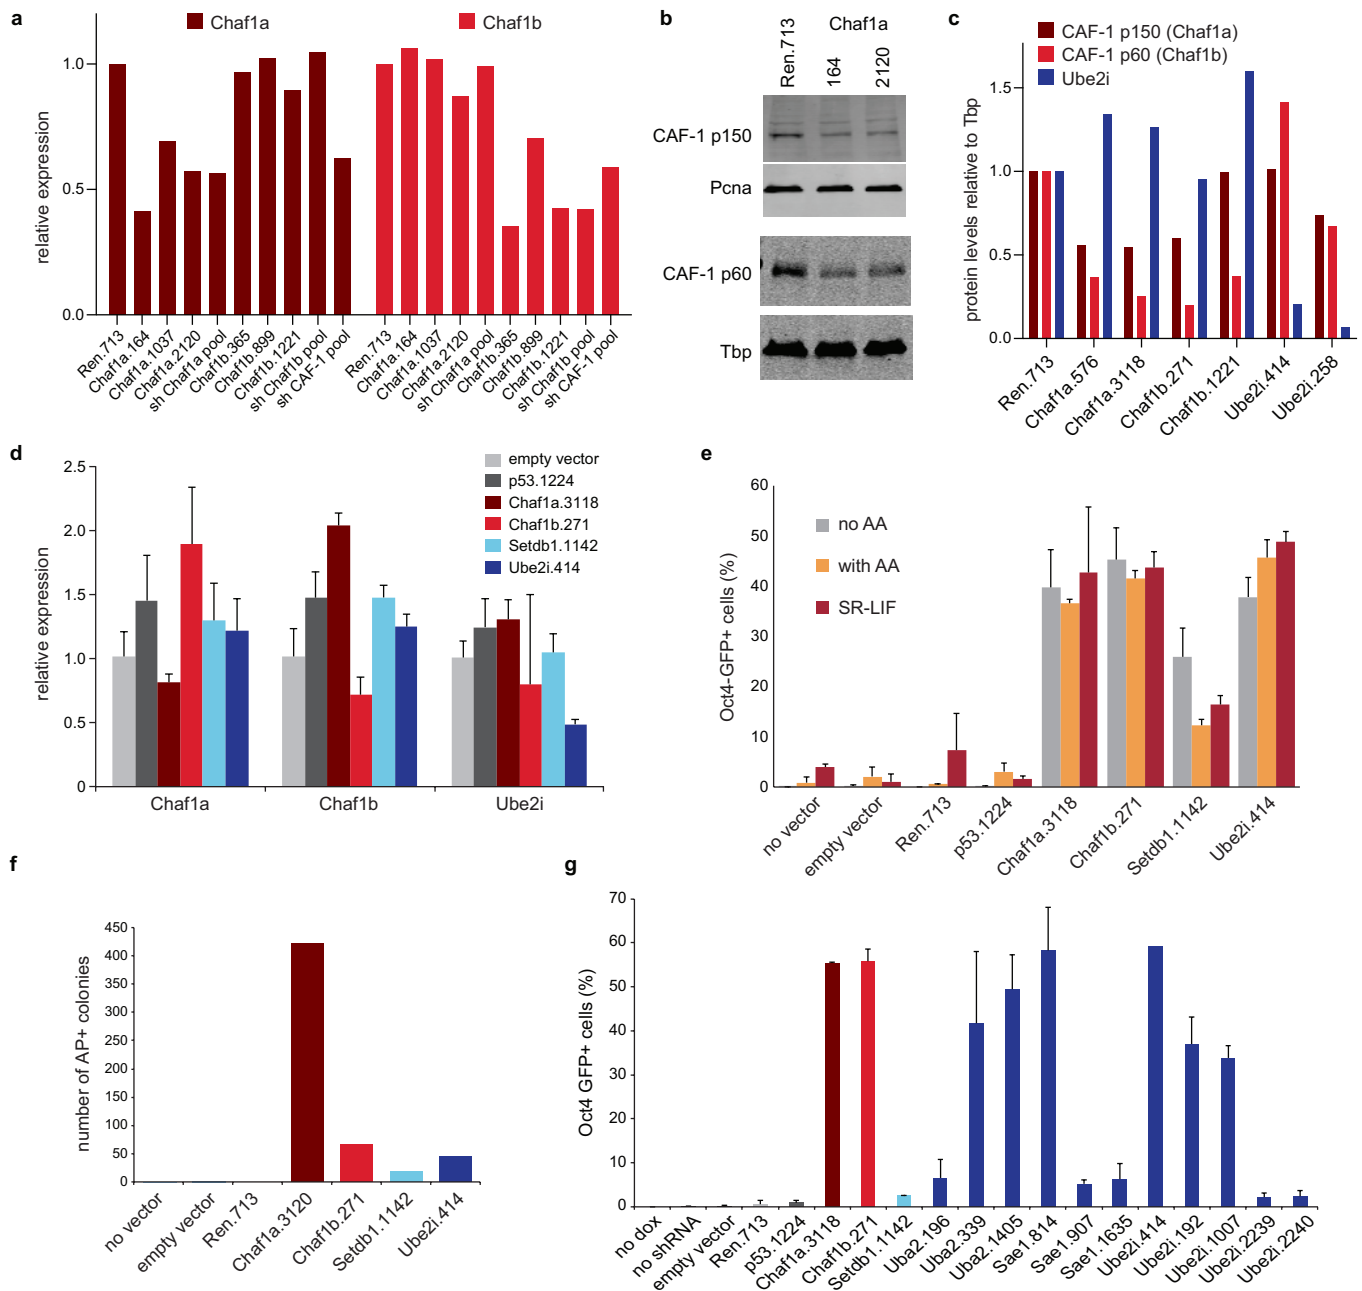 a
Chaf1a
Chaf1b
relative expression
1.0
0.5
0.0
Ren.713
Chaf1a.164
Chaf1a.1037
Chaf1a.2120
sh Chaf1a pool
Chaf1b.365
Chaf1b.899
Chaf1b.1221
sh Chaf1b pool
sh CAF-1 pool
Ren.713
Chaf1a.164
Chaf1a.1037
Chaf1a.2120
sh Chaf1a pool
Chaf1b.365
Chaf1b.899
Chaf1b.1221
sh Chaf1b pool
sh CAF-1 pool
b
Chaf1a
Ren.713
164
2120
CAF-1 p150
Pcna
CAF-1 p60
Tbp
c
CAF-1 p150 (Chaf1a)
CAF-1 p60 (Chaf1b)
Ube2i
protein levels relative to Tbp
1.5
1.0
0.5
0.0
Ren.713
Chaf1a.576
Chaf1a.3118
Chaf1b.271
Chaf1b.1221
Ube2i.414
Ube2i.258
d
empty vector
p53.1224
Chaf1a.3118
Chaf1b.271
Setdb1.1142
Ube2i.414
relative expression
2.5
2.0
1.5
1.0
0.5
0
Chaf1a
Chaf1b
Ube2i
e
no AA
with AA
SR-LIF
Oct4-GFP+ cells (%)
60
50
40
30
20
10
0
no vector
empty vector
Ren.713
p53.1224
Chaf1a.3118
Chaf1b.271
Setdb1.1142
Ube2i.414
f
number of AP+ colonies
450
400
350
300
250
200
150
100
50
0
no vector
empty vector
Ren.713
Chaf1a.3120
Chaf1b.271
Setdb1.1142
Ube2i.414
g
Oct4 GFP+ cells (%)
70
60
50
40
30
20
10
0
no dox
no shRNA
empty vector
Ren.713
p53.1224
Chaf1a.3118
Chaf1b.271
Setdb1.1142
Uba2.196
Uba2.339
Uba2.1405
Sae1.814
Sae1.907
Sae1.1635
Ube2i.414
Ube2i.192
Ube2i.1007
Ube2i.2239
Ube2i.2240